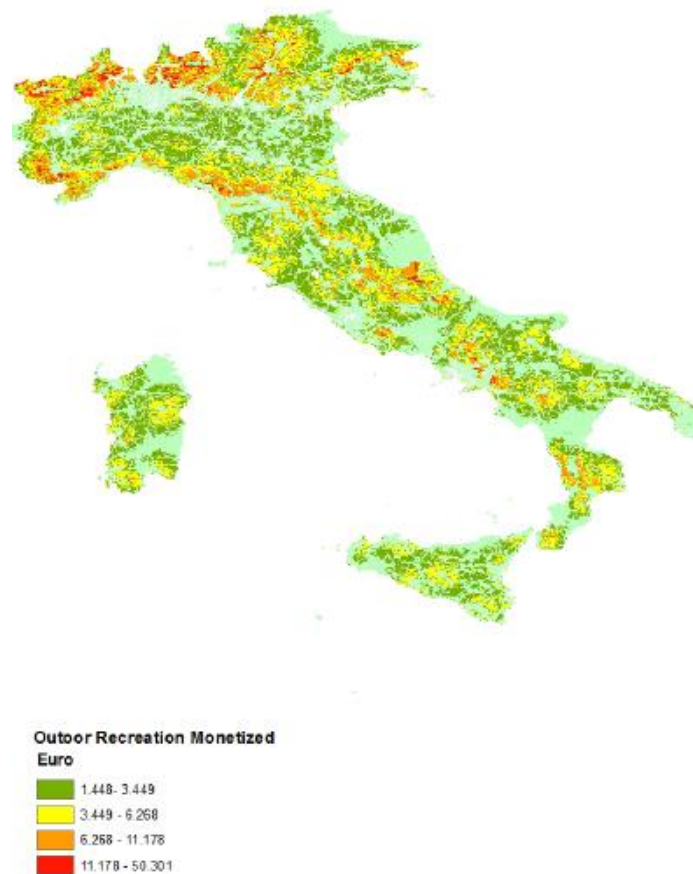 Outoor Recreation Monetized
Euro
1.448- 3.449
3.449 - 6.268
6.268 - 11.178
11.178 - 50.301